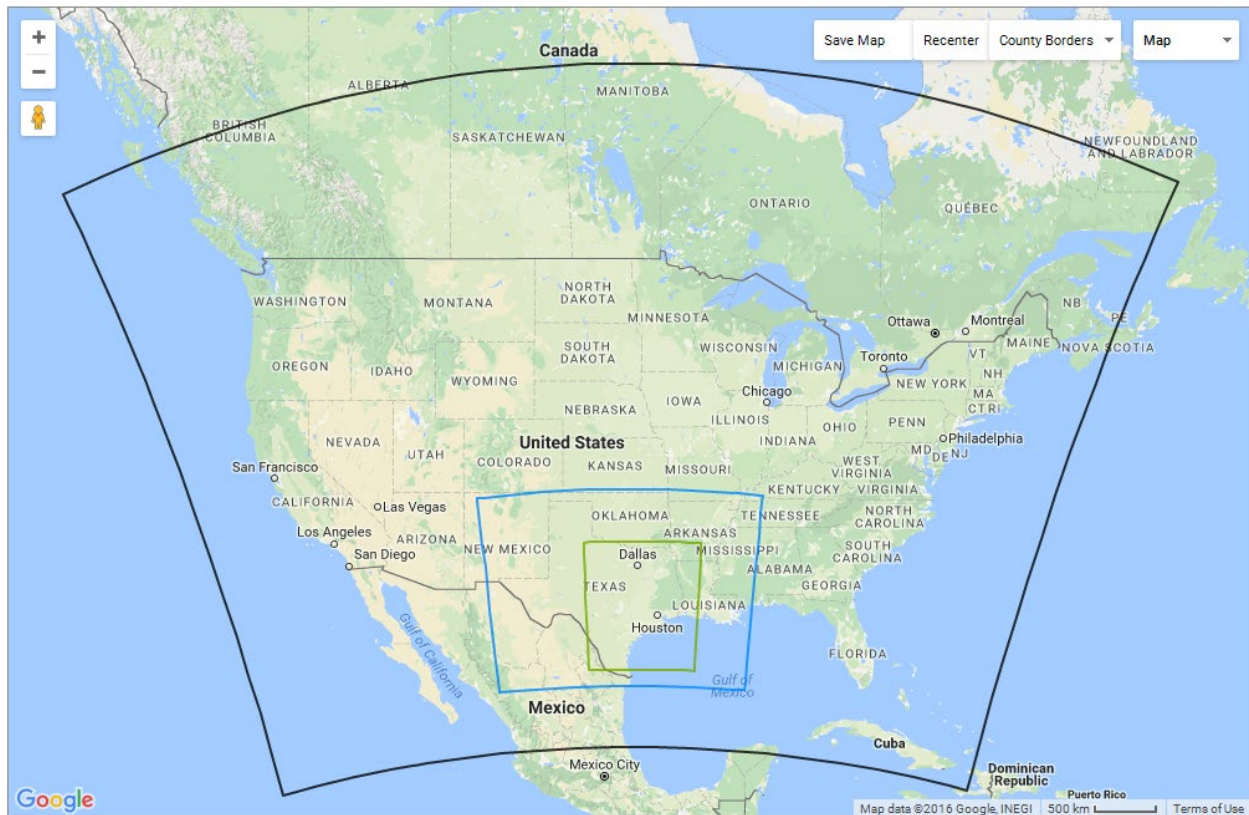 +
Save Map
Recenter
County Borders
Map
−
Canada
ALBERTA
MANITOBA
BRITISH
COLUMBIA
SASKATCHEWAN
NEWFOUNDLAND
AND LABRADOR
ONTARIO
QUÉBEC
WASHINGTON
MONTANA
NORTH
DAKOTA
MINNESOTA
Ottawa
Montreal
NB
PE
MAINE
NOVA SCOTIA
OREGON
IDAHO
SOUTH
DAKOTA
WISCONSIN
MICHIGAN
Toronto
VT
NH
WYOMING
NEW YORK
MA
CT RI
Chicago
NEBRASKA
IOWA
ILLINOIS
INDIANA
OHIO
PENN
NEVADA
UTAH
COLORADO
United States
KANSAS
MISSOURI
WEST
VIRGINIA
MD
DE
NJ
Philadelphia
San Francisco
CALIFORNIA
Las Vegas
KENTUCKY
VIRGINIA
Los Angeles
ARIZONA
NEW MEXICO
OKLAHOMA
ARKANSAS
TENNESSEE
NORTH
CAROLINA
San Diego
Dallas
MISSISSIPPI
ALABAMA
SOUTH
CAROLINA
GEORGIA
TEXAS
LOUISIANA
Houston
Gulf of California
FLORIDA
Gulf of
Mexico
Mexico
Cuba
Mexico City
Dominican
Republic
Puerto Rico
Google
Map data ©2016 Google, INEGI
500 km
Terms of Use